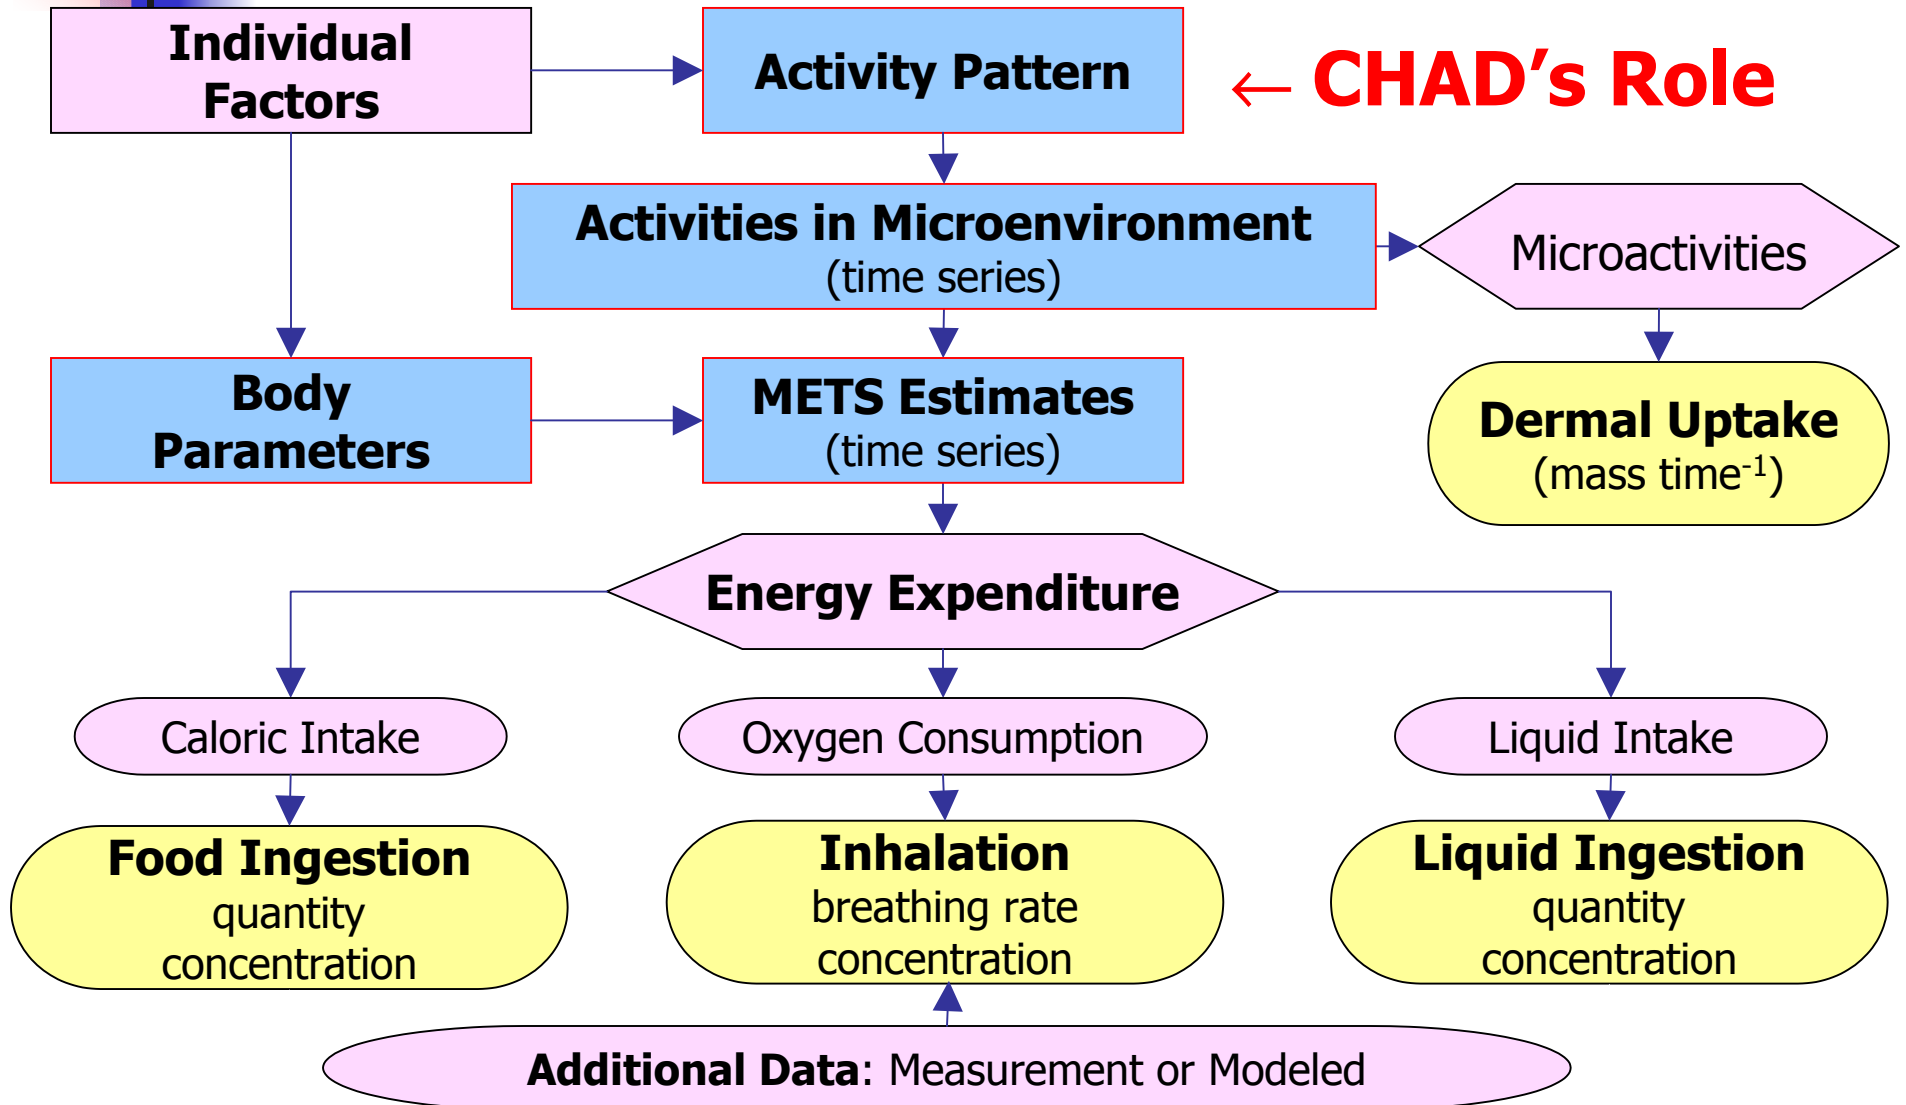 Individual
Factors
Activity Pattern
← CHAD’s Role
Activities in Microenvironment
(time series)
Microactivities
Body
Parameters
METS Estimates
(time series)
Dermal Uptake
(mass time⁻¹)
Energy Expenditure
Caloric Intake
Oxygen Consumption
Liquid Intake
Food Ingestion
quantity
concentration
Inhalation
breathing rate
concentration
Liquid Ingestion
quantity
concentration
Additional Data: Measurement or Modeled